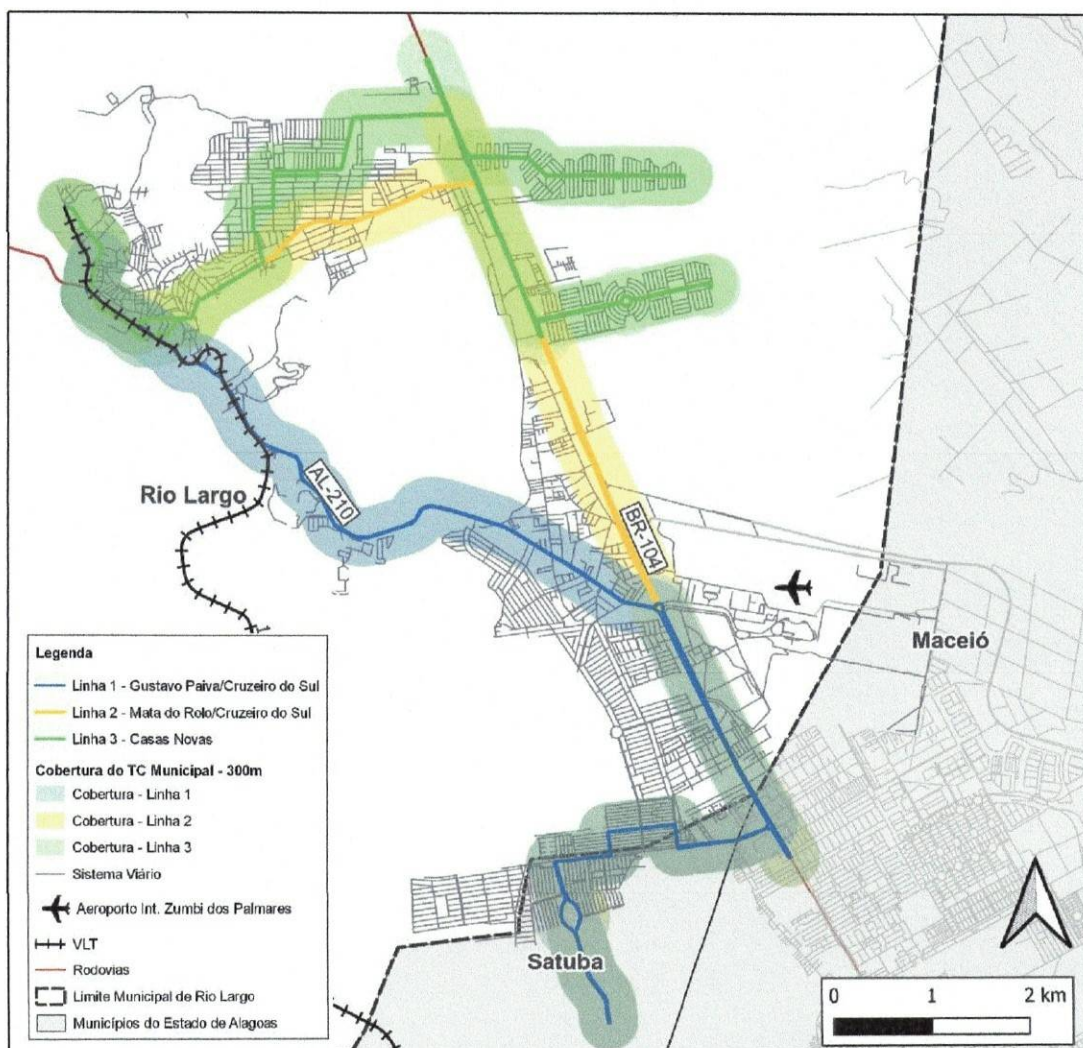 Rio Largo
AL-210
BR-104
Maceió
Satuba
Legenda
Linha 1 - Gustavo Paiva/Cruzeiro do Sul
Linha 2 - Mata do Rolo/Cruzeiro do Sul
Linha 3 - Casas Novas
Cobertura do TC Municipal - 300m
Cobertura - Linha 1
Cobertura - Linha 2
Cobertura - Linha 3
Sistema Viário
Aeroporto Int. Zumbi dos Palmares
VLT
Rodovias
Limite Municipal de Rio Largo
Municípios do Estado de Alagoas
0 1 2 km